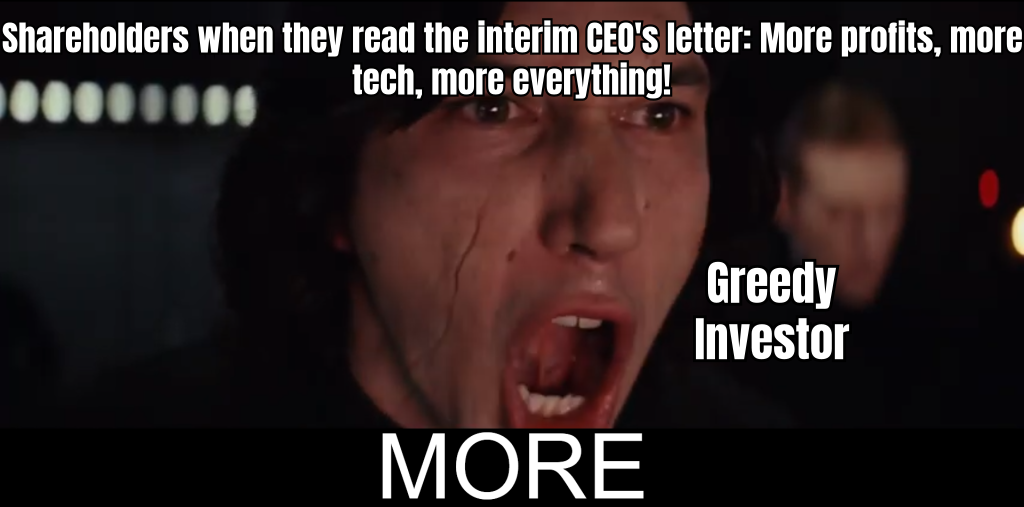 Shareholders when they read the interim CEO's letter: More profits, more
tech, more everything!
Greedy
Investor
MORE